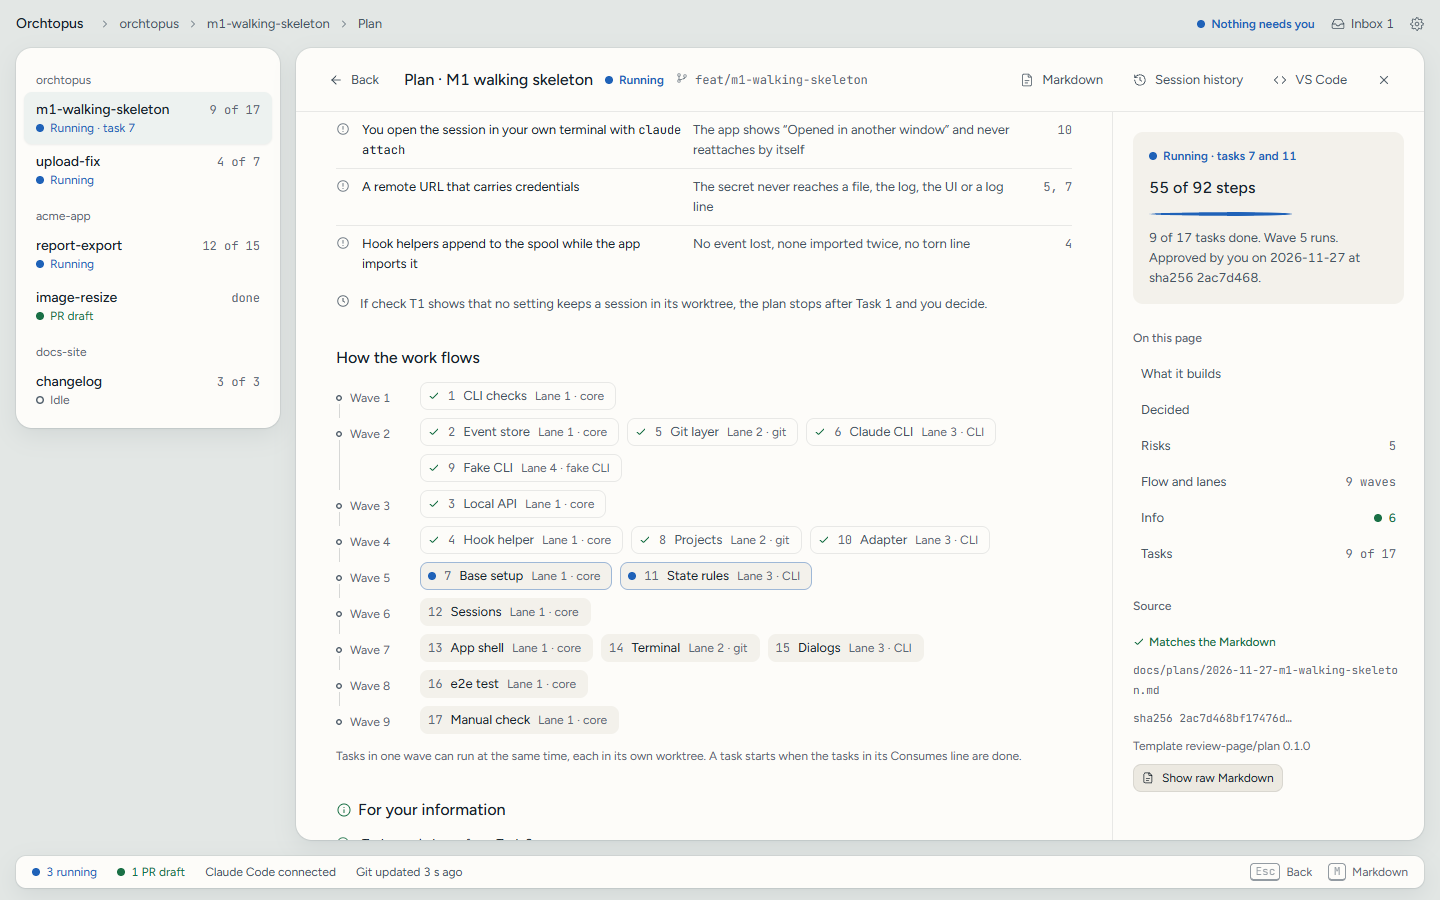 Orchtopus
orchtopus
m1-walking-skeleton
Plan
Nothing needs you
Inbox 1
orchtopus
m1-walking-skeleton 9 of 17
Running · task 7
upload-fix 4 of 7
Running
acme-app
report-export 12 of 15
Running
image-resize done
PR draft
docs-site
changelog 3 of 3
Idle
Back
Plan · M1 walking skeleton
Running
feat/m1-walking-skeleton
Markdown
Session history
VS Code
You open the session in your own terminal with claude
attach
The app shows “Opened in another window” and never
reattaches by itself
10
A remote URL that carries credentials
The secret never reaches a file, the log, the UI or a log
line
5, 7
Hook helpers append to the spool while the app
imports it
No event lost, none imported twice, no torn line
4
If check T1 shows that no setting keeps a session in its worktree, the plan stops after Task 1 and you decide.
How the work flows
Wave 1 1 CLI checks Lane 1 · core
Wave 2 2 Event store Lane 1 · core 5 Git layer Lane 2 · git 6 Claude CLI Lane 3 · CLI
9 Fake CLI Lane 4 · fake CLI
Wave 3 3 Local API Lane 1 · core
Wave 4 4 Hook helper Lane 1 · core 8 Projects Lane 2 · git 10 Adapter Lane 3 · CLI
Wave 5 7 Base setup Lane 1 · core 11 State rules Lane 3 · CLI
Wave 6 12 Sessions Lane 1 · core
Wave 7 13 App shell Lane 1 · core 14 Terminal Lane 2 · git 15 Dialogs Lane 3 · CLI
Wave 8 16 e2e test Lane 1 · core
Wave 9 17 Manual check Lane 1 · core
Tasks in one wave can run at the same time, each in its own worktree. A task starts when the tasks in its Consumes line are done.
For your information
Running · tasks 7 and 11
55 of 92 steps
9 of 17 tasks done. Wave 5 runs.
Approved by you on 2026-11-27 at
sha256 2ac7d468.
On this page
What it builds
Decided
Risks 5
Flow and lanes 9 waves
Info 6
Tasks 9 of 17
Source
Matches the Markdown
docs/plans/2026-11-27-m1-walking-skeleto
n.md
sha256 2ac7d468bf17476d…
Template review-page/plan 0.1.0
Show raw Markdown
3 running
1 PR draft
Claude Code connected
Git updated 3 s ago
Esc Back
M Markdown